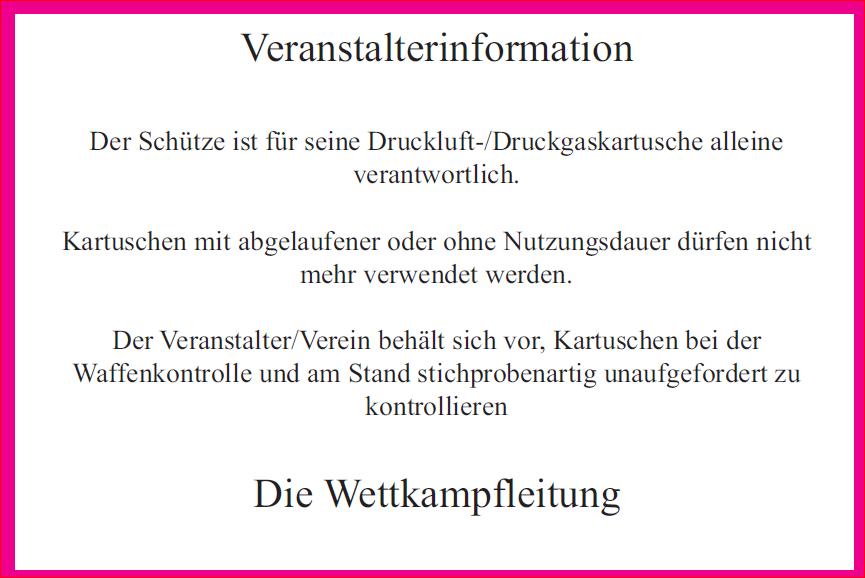 Veranstalterinformation
Der Schütze ist für seine Druckluft-/Druckgaskartusche alleine
verantwortlich.
Kartuschen mit abgelaufener oder ohne Nutzungsdauer dürfen nicht
mehr verwendet werden.
Der Veranstalter/Verein behält sich vor, Kartuschen bei der
Waffenkontrolle und am Stand stichprobenartig unaufgefordert zu
kontrollieren
Die Wettkampfleitung